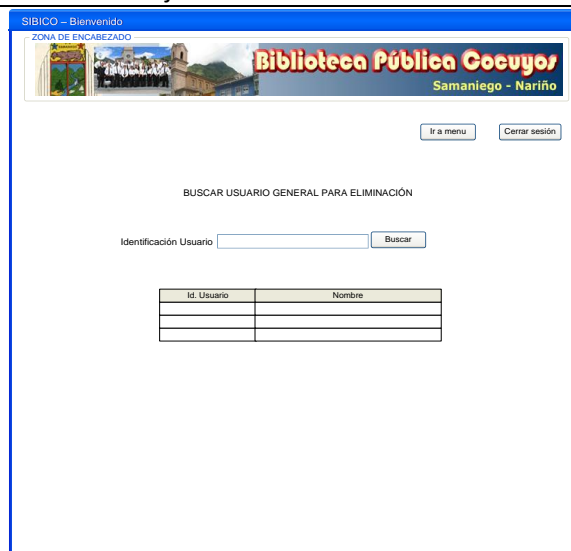 SIBICO – Bienvenido
ZONA DE ENCABEZADO
Biblioteca Pública Cocuyos
Samaniego - Nariño
Ir a menu
Cerrar sesión
BUSCAR USUARIO GENERAL PARA ELIMINACIÓN
Identificación Usuario
Buscar
Id. Usuario
Nombre